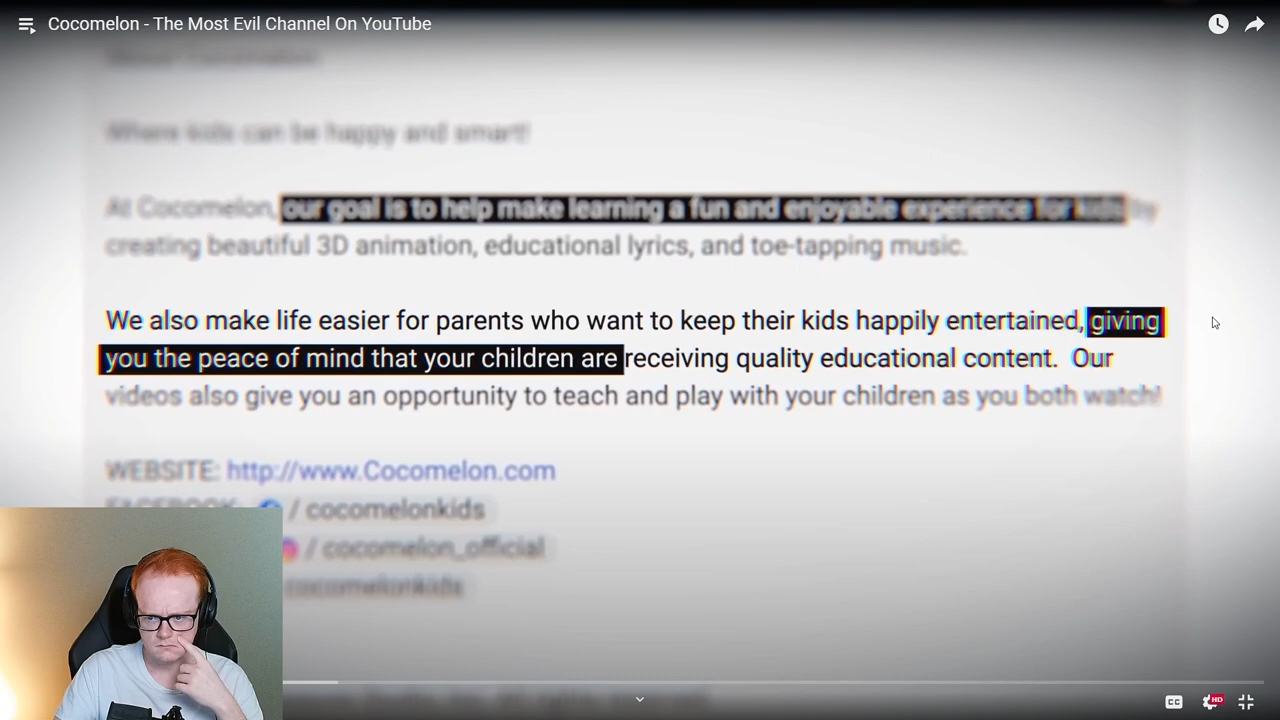 Cocomelon - The Most Evil Channel On YouTube
Where kids can be happy and smart!
At Cocomelon, our goal is to help make learning a fun and enjoyable experience for kids by
creating beautiful 3D animation, educational lyrics, and toe-tapping music.
We also make life easier for parents who want to keep their kids happily entertained, giving
you the peace of mind that your children are receiving quality educational content. Our
videos also give you an opportunity to teach and play with your children as you both watch!
WEBSITE: http://www.Cocomelon.com
FACEBOOK: / cocomelonkids
/ cocomelon_official
cocomelonkids
CC HD